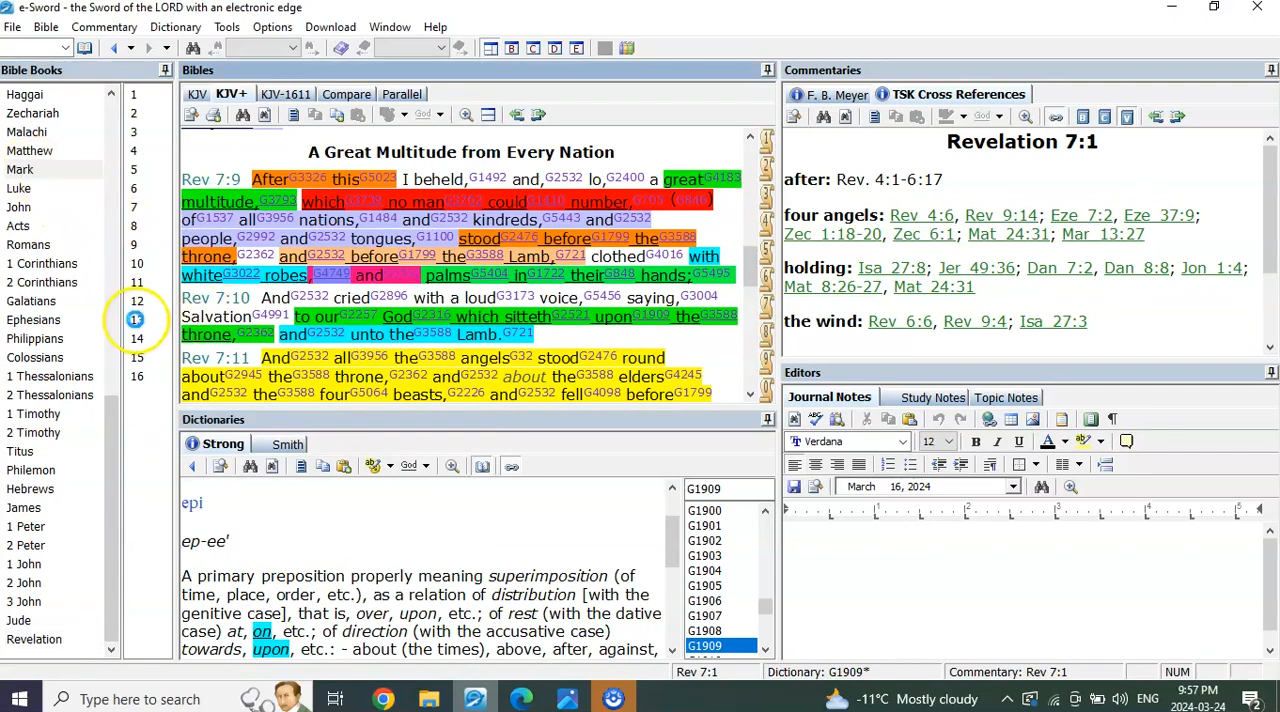 e-Sword - the Sword of the LORD with an electronic edge
File Bible Commentary Dictionary Tools Options Download Window Help
B C D E
Bible Books
Haggai
Zechariah
Malachi
Matthew
Mark
Luke
John
Acts
Romans
1 Corinthians
2 Corinthians
Galatians
Ephesians
Philippians
Colossians
1 Thessalonians
2 Thessalonians
1 Timothy
2 Timothy
Titus
Philemon
Hebrews
James
1 Peter
2 Peter
1 John
2 John
3 John
Jude
Revelation
1
2
3
4
5
6
7
8
9
10
11
12
14
15
16
Bibles
KJV KJV+ KJV-1611 Compare Parallel
God
A Great Multitude from Every Nation
Rev 7:9 AfterG3326 thisG5023 I beheld,G1492 and,G2532 lo,G2400 a greatG4183
multitude,G3793 whichG3739 no manG3762 couldG1410 number,G705 (G846)
ofG1537 allG3956 nations,G1484 andG2532 kindreds,G5443 andG2532
people,G2992 andG2532 tongues,G1100 stoodG2476 beforeG1799 theG3588
throne,G2362 andG2532 beforeG1799 theG3588 Lamb,G721 clothedG4016 with
whiteG3022 robes,G4749 and palmsG5404 inG1722 theirG848 hands;G5495
Rev 7:10 AndG2532 criedG2896 with a loudG3173 voice,G5456 saying,G3004
SalvationG4991 to ourG2257 GodG2316 which sittethG2521 uponG1909 theG3588
throne,G2362 andG2532 unto theG3588 Lamb.G721
Rev 7:11 AndG2532 allG3956 theG3588 angelsG32 stoodG2476 round
aboutG2945 theG3588 throne,G2362 andG2532 about theG3588 eldersG4245
andG2532 theG3588 fourG5064 beasts,G2226 andG2532 fellG4098 beforeG1799
Dictionaries
Strong Smith
God
epi
ep-ee'
A primary preposition properly meaning superimposition (of
time, place, order, etc.), as a relation of distribution [with the
genitive case], that is, over, upon, etc.; of rest (with the dative
case) at, on, etc.; of direction (with the accusative case)
towards, upon, etc.: - about (the times), above, after, against,
G1909
G1900
G1901
G1902
G1903
G1904
G1905
G1906
G1907
G1908
G1909
Commentaries
F. B. Meyer TSK Cross References
God B C V
Revelation 7:1
after: Rev. 4:1-6:17
four angels: Rev 4:6, Rev 9:14; Eze 7:2, Eze 37:9;
Zec 1:18-20, Zec 6:1; Mat 24:31; Mar 13:27
holding: Isa 27:8; Jer 49:36; Dan 7:2, Dan 8:8; Jon 1:4;
Mat 8:26-27, Mat 24:31
the wind: Rev 6:6, Rev 9:4; Isa 27:3
Editors
Journal Notes Study Notes Topic Notes
Verdana 12 B I U A
March 16, 2024
1 2 3 4 5
Rev 7:1 Dictionary: G1909* Commentary: Rev 7:1 NUM
Type here to search
-11°C Mostly cloudy
ENG
9:57 PM
2024-03-24
2